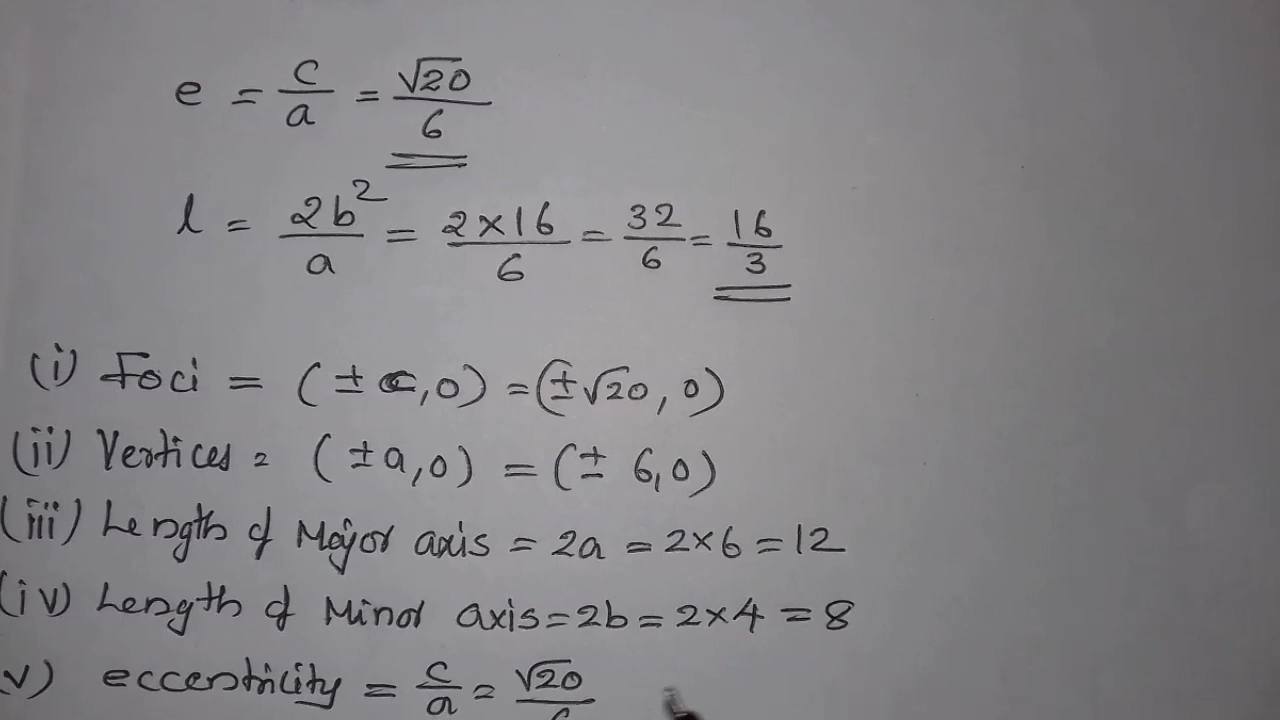 e = c/a = √20/6
l = 2b²/a = 2×16/6 = 32/6 = 16/3
(i) Foci = (±c,0) = (±√20, 0)
(ii) Vertices = (±a,0) = (± 6,0)
(iii) Length of Major axis = 2a = 2×6 = 12
(iv) Length of Minor axis = 2b = 2×4 = 8
v) eccentricity = c/a = √20/6